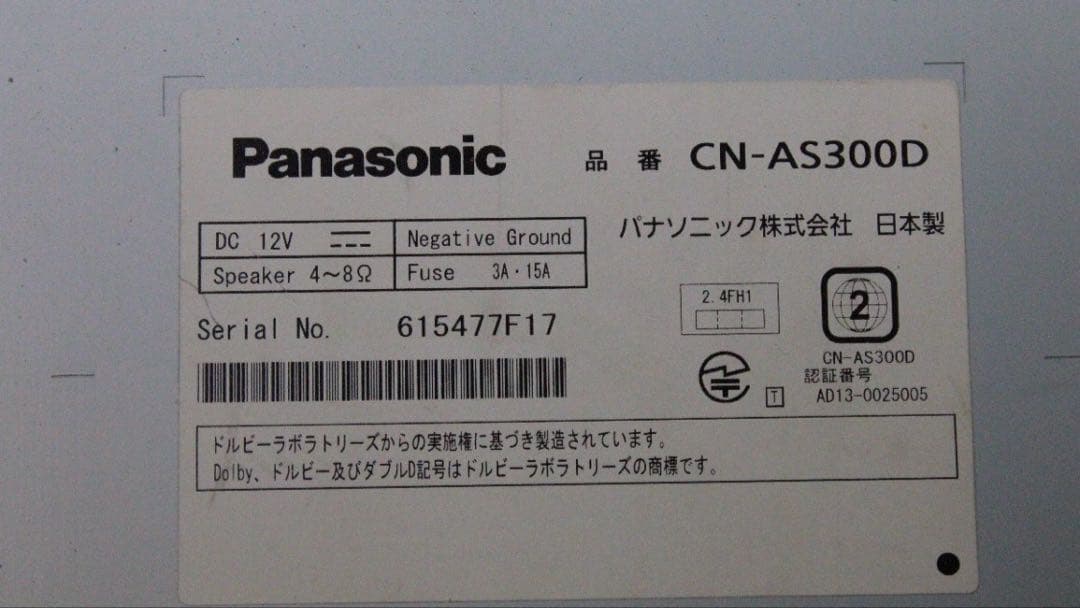 Panasonic 品番 CN-AS300D
DC 12V Negative Ground
Speaker 4～8Ω Fuse 3A・15A
パナソニック株式会社 日本製
Serial No. 615477F17
2.4FH1
2
CN-AS300D
認証番号
T AD13-0025005
ドルビーラボラトリーズからの実施権に基づき製造されています。
Dolby、ドルビー及びダブルD記号はドルビーラボラトリーズの商標です。